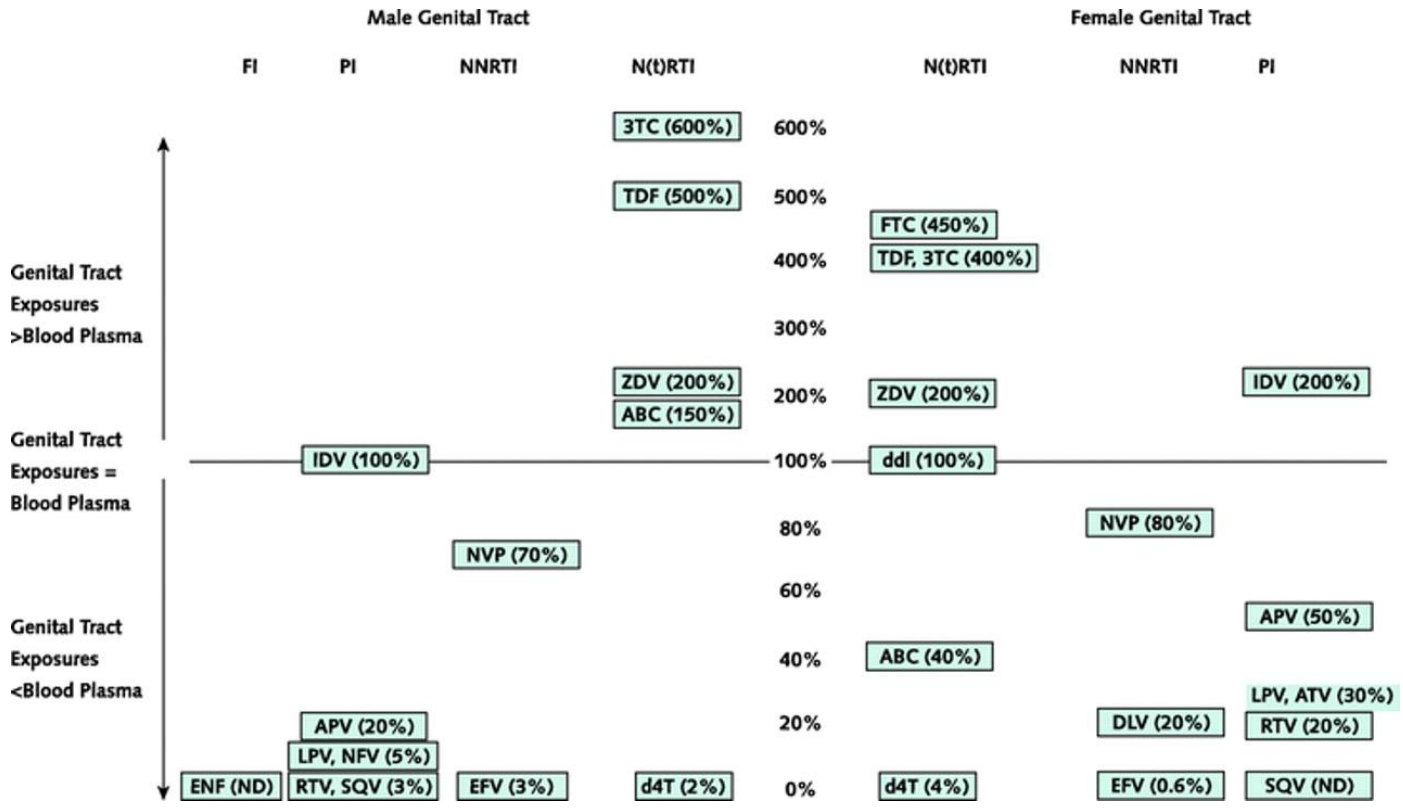 Male Genital Tract Female Genital Tract
FI PI NNRTI N(t)RTI N(t)RTI NNRTI PI
3TC (600%) 600%
TDF (500%) 500%
FTC (450%)
400% TDF, 3TC (400%)
Genital Tract
Exposures
>Blood Plasma
300%
ZDV (200%) 200% ZDV (200%) IDV (200%)
ABC (150%)
Genital Tract
Exposures =
Blood Plasma
IDV (100%) 100% ddI (100%)
80% NVP (80%)
NVP (70%)
60%
APV (50%)
Genital Tract
Exposures
<Blood Plasma
40% ABC (40%)
LPV, ATV (30%)
APV (20%) 20% DLV (20%) RTV (20%)
LPV, NFV (5%)
ENF (ND) RTV, SQV (3%) EFV (3%) d4T (2%) 0% d4T (4%) EFV (0.6%) SQV (ND)